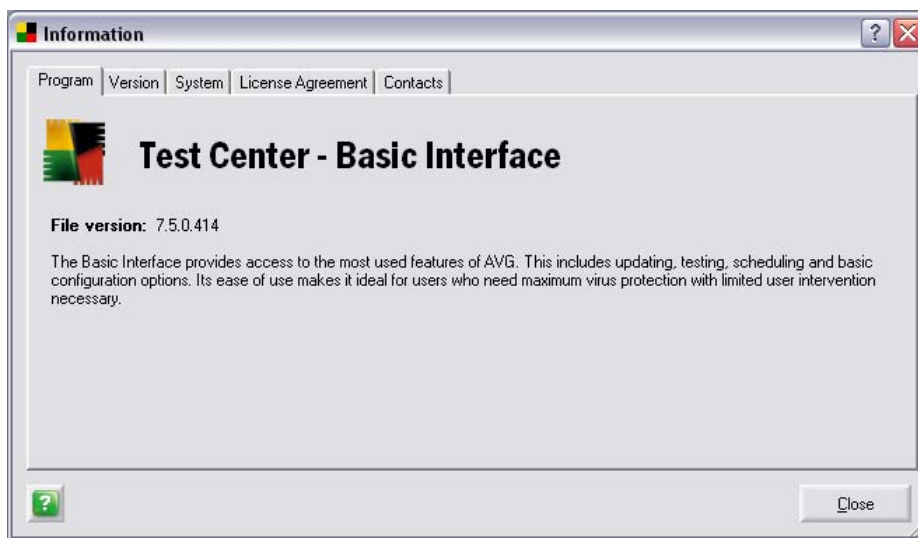 Information
Program Version System License Agreement Contacts
Test Center - Basic Interface
File version: 7.5.0.414
The Basic Interface provides access to the most used features of AVG. This includes updating, testing, scheduling and basic
configuration options. Its ease of use makes it ideal for users who need maximum virus protection with limited user intervention
necessary.
Close